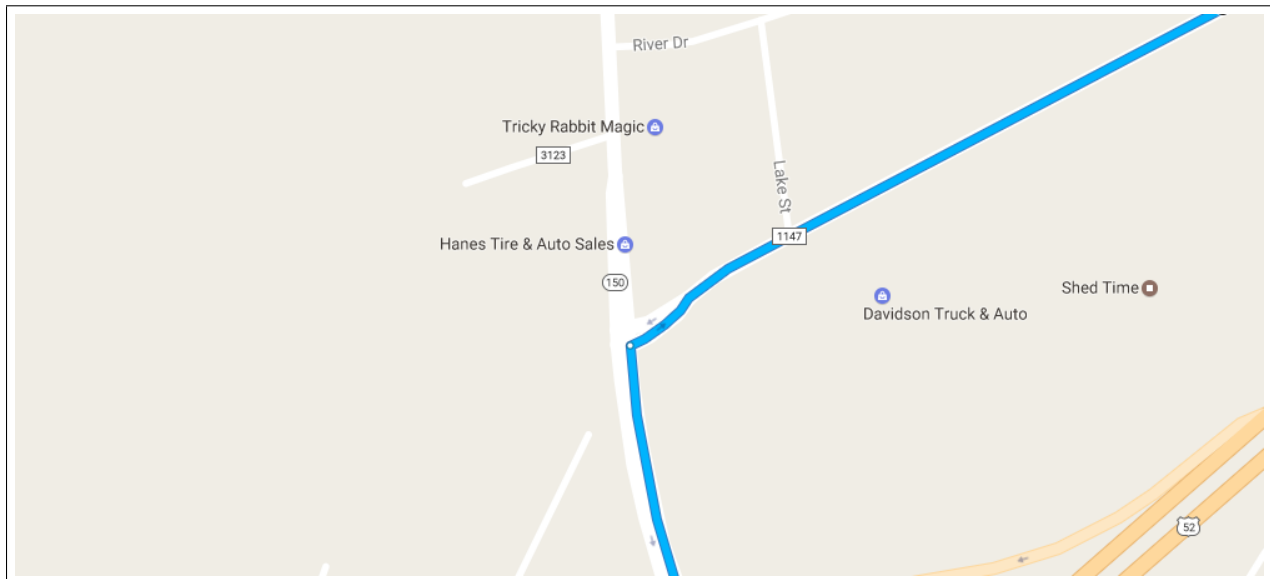 River Dr
Tricky Rabbit Magic
3123
Lake St
1147
Hanes Tire & Auto Sales
150
Shed Time
Davidson Truck & Auto
52